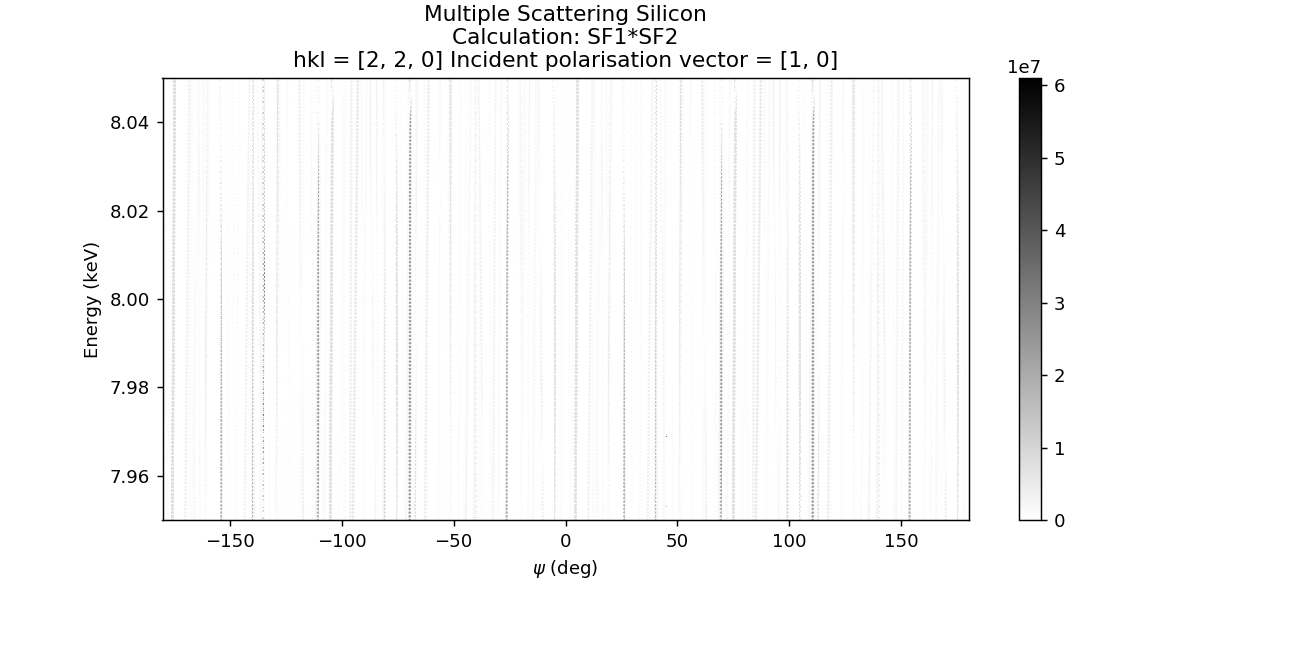 Multiple Scattering Silicon
Calculation: SF1*SF2
hkl = [2, 2, 0] Incident polarisation vector = [1, 0]
1e7
6
5
4
3
2
1
0
Energy (keV)
8.04
8.02
8.00
7.98
7.96
−150 −100 −50 0 50 100 150
ψ (deg)